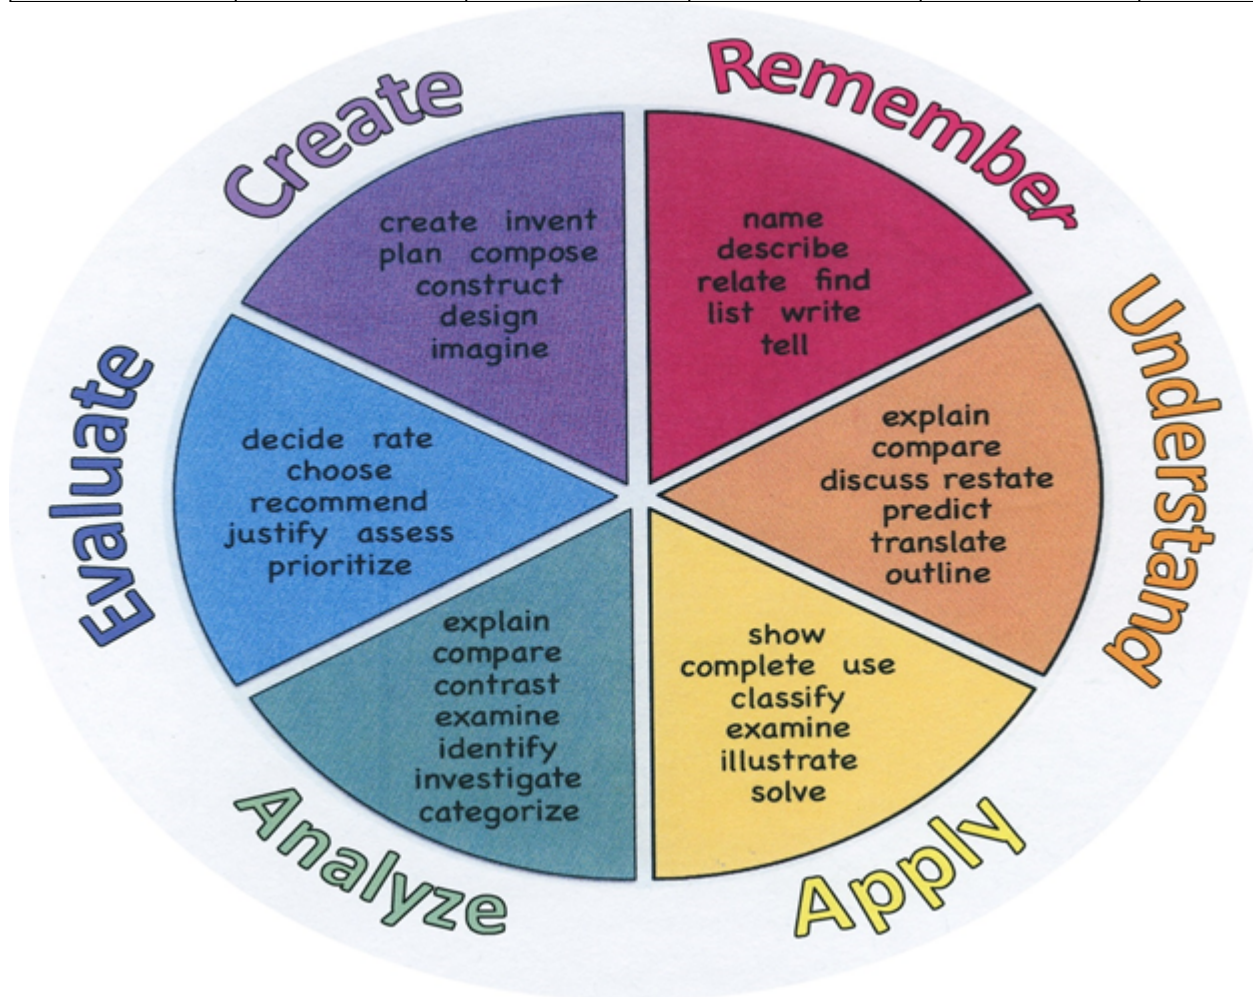 Remember
name
describe
relate find
list write
tell
Understand
explain
compare
discuss restate
predict
translate
outline
Apply
show
complete use
classify
examine
illustrate
solve
Analyze
explain
compare
contrast
examine
identify
investigate
categorize
Evaluate
decide rate
choose
recommend
justify assess
prioritize
Create
create invent
plan compose
construct
design
imagine